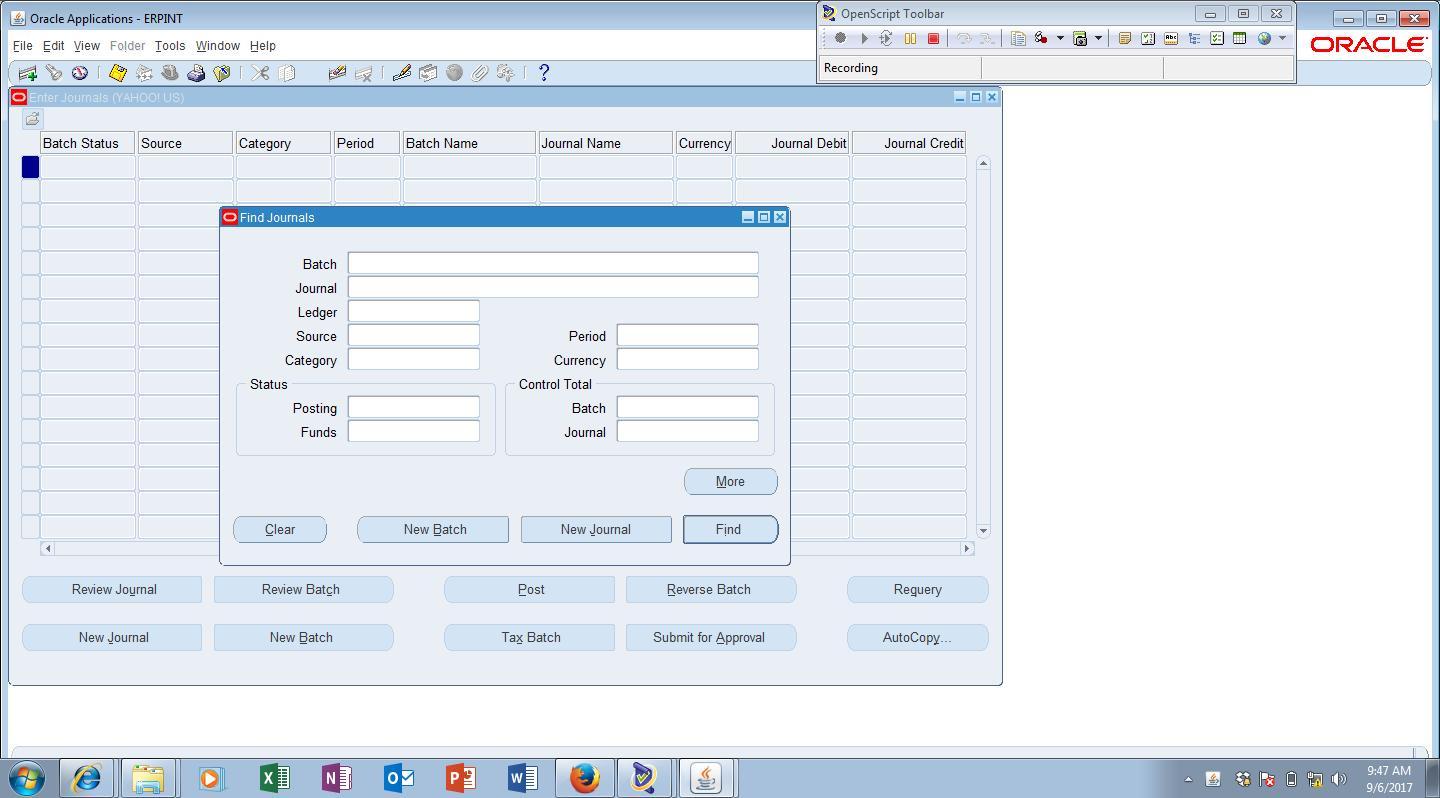 Oracle Applications - ERPINT
OpenScript Toolbar
File Edit View Folder Tools Window Help
ORACLE
Recording
Enter Journals (YAHOO! US)
Batch Status Source Category Period Batch Name Journal Name Currency Journal Debit Journal Credit
Find Journals
Batch
Journal
Ledger
Source Period
Category Currency
Status Control Total
Posting Batch
Funds Journal
More
Clear New Batch New Journal Find
Review Journal Review Batch Post Reverse Batch Requery
New Journal New Batch Tax Batch Submit for Approval AutoCopy...
9:47 AM
9/6/2017